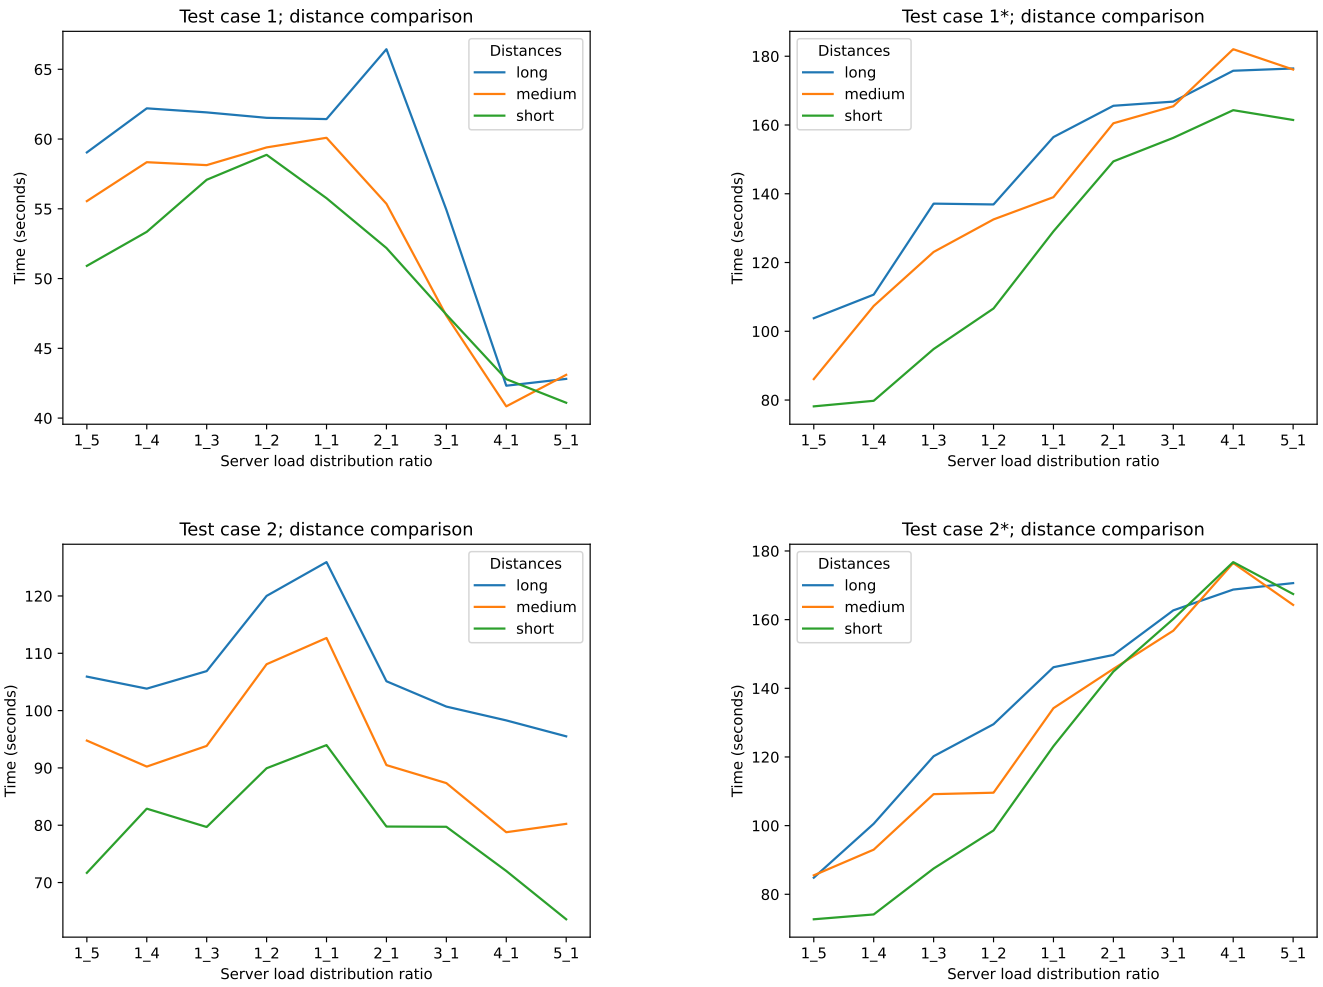 Test case 1; distance comparison
Time (seconds)
65
60
55
50
45
40
Distances
long
medium
short
1_5 1_4 1_3 1_2 1_1 2_1 3_1 4_1 5_1
Server load distribution ratio
Test case 1*; distance comparison
Time (seconds)
180
160
140
120
100
80
Distances
long
medium
short
1_5 1_4 1_3 1_2 1_1 2_1 3_1 4_1 5_1
Server load distribution ratio
Test case 2; distance comparison
Time (seconds)
120
110
100
90
80
70
Distances
long
medium
short
1_5 1_4 1_3 1_2 1_1 2_1 3_1 4_1 5_1
Server load distribution ratio
Test case 2*; distance comparison
Time (seconds)
180
160
140
120
100
80
Distances
long
medium
short
1_5 1_4 1_3 1_2 1_1 2_1 3_1 4_1 5_1
Server load distribution ratio